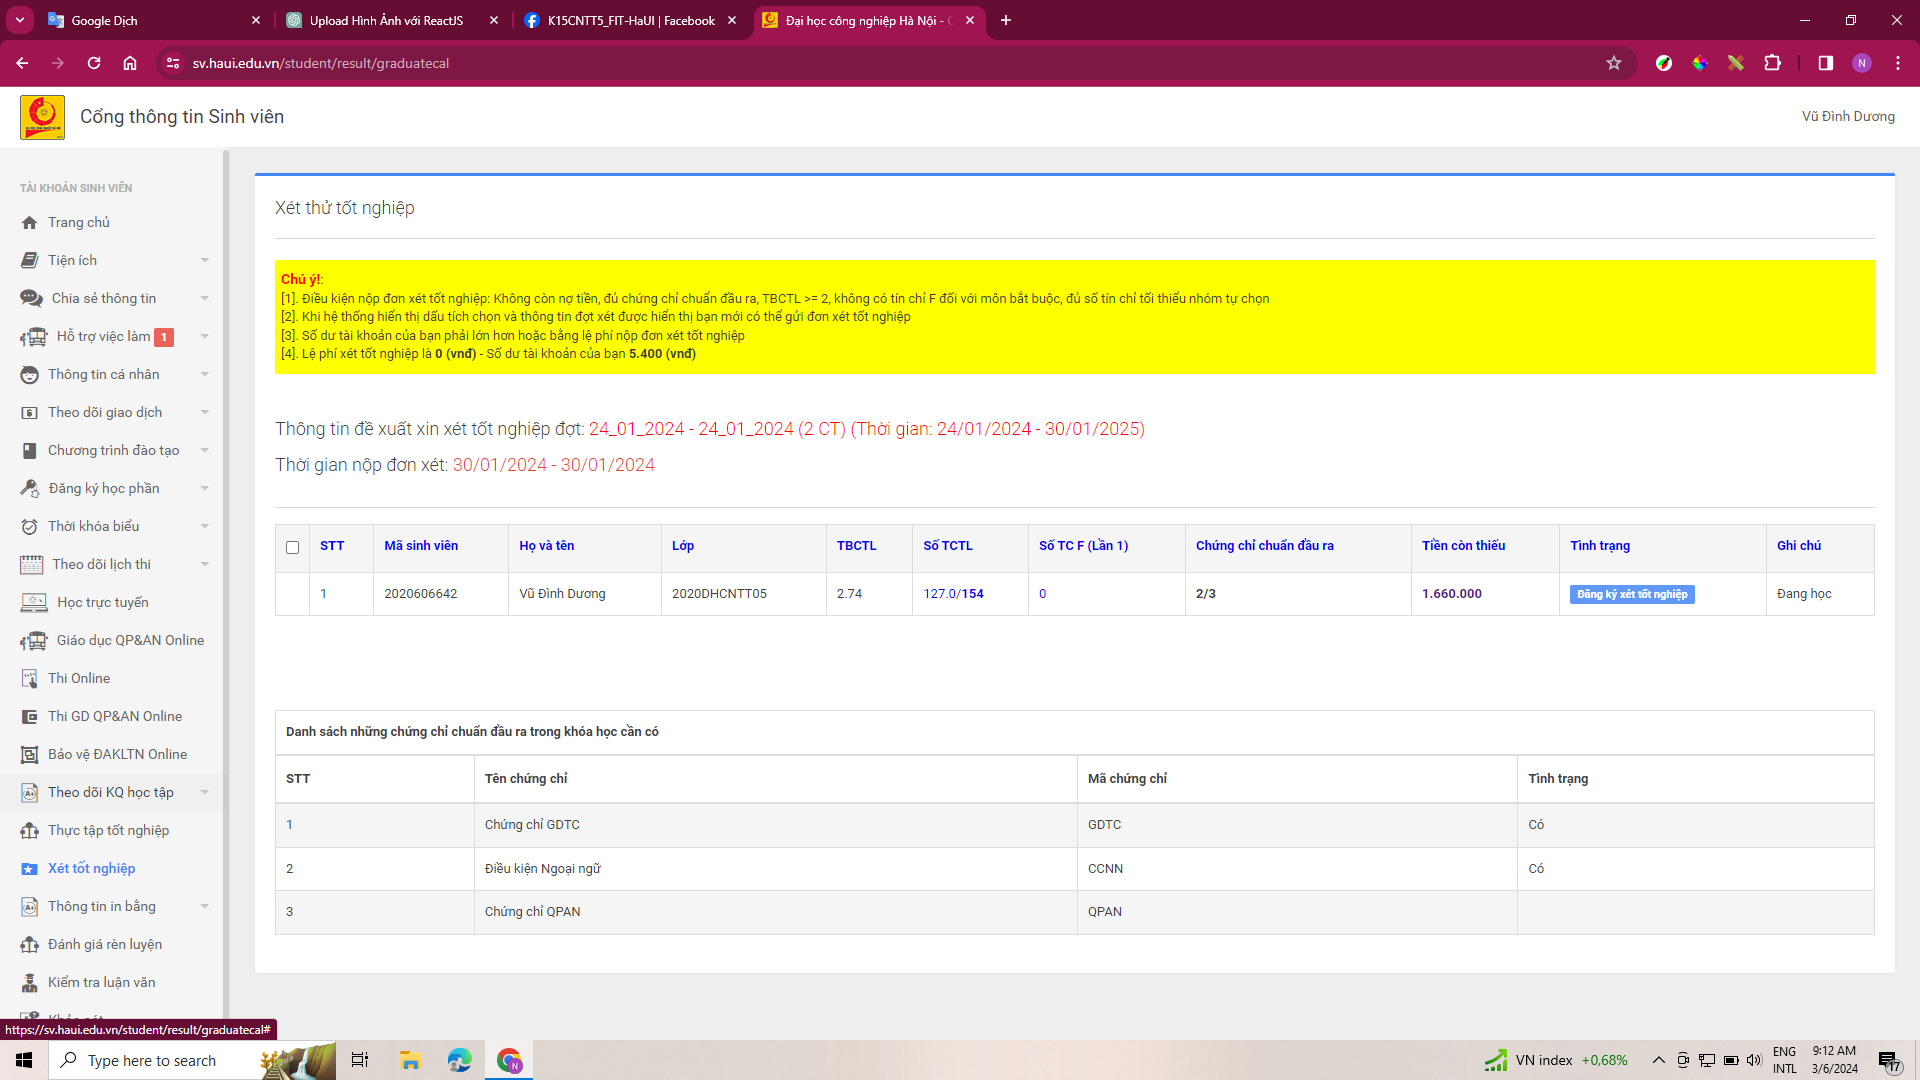 Google Dịch
Upload Hình Ảnh với ReactJS
K15CNTT5_FIT-HaUI | Facebook
Đại học công nghiệp Hà Nội -
sv.haui.edu.vn/student/result/graduatecal
N
Cổng thông tin Sinh viên
Vũ Đình Dương
TÀI KHOẢN SINH VIÊN
Trang chủ
Tiện ích
Chia sẻ thông tin
Hỗ trợ việc làm 1
Thông tin cá nhân
Theo dõi giao dịch
Chương trình đào tạo
Đăng ký học phần
Thời khóa biểu
Theo dõi lịch thi
Học trực tuyến
Giáo dục QP&AN Online
Thi Online
Thi GD QP&AN Online
Bảo vệ ĐAKLTN Online
Theo dõi KQ học tập
Thực tập tốt nghiệp
Xét tốt nghiệp
Thông tin in bằng
Đánh giá rèn luyện
Kiểm tra luận văn
https://sv.haui.edu.vn/student/result/graduatecal#
Xét thử tốt nghiệp
Chú ý!:
[1]. Điều kiện nộp đơn xét tốt nghiệp: Không còn nợ tiền, đủ chứng chỉ chuẩn đầu ra, TBCTL >= 2, không có tín chỉ F đối với môn bắt buộc, đủ số tín chỉ tối thiểu nhóm tự chọn
[2]. Khi hệ thống hiển thị dấu tích chọn và thông tin đợt xét được hiển thị bạn mới có thể gửi đơn xét tốt nghiệp
[3]. Số dư tài khoản của bạn phải lớn hơn hoặc bằng lệ phí nộp đơn xét tốt nghiệp
[4]. Lệ phí xét tốt nghiệp là 0 (vnđ) - Số dư tài khoản của bạn 5.400 (vnđ)
Thông tin đề xuất xin xét tốt nghiệp đợt: 24_01_2024 - 24_01_2024 (2 CT) (Thời gian: 24/01/2024 - 30/01/2025)
Thời gian nộp đơn xét: 30/01/2024 - 30/01/2024
STT Mã sinh viên Họ và tên Lớp TBCTL Số TCTL Số TC F (Lần 1) Chứng chỉ chuẩn đầu ra Tiền còn thiếu Tình trạng Ghi chú
1 2020606642 Vũ Đình Dương 2020DHCNTT05 2.74 127.0/154 0 2/3 1.660.000 Đăng ký xét tốt nghiệp Đang học
Danh sách những chứng chỉ chuẩn đầu ra trong khóa học cần có
STT Tên chứng chỉ Mã chứng chỉ Tình trạng
1 Chứng chỉ GDTC GDTC Có
2 Điều kiện Ngoại ngữ CCNN Có
3 Chứng chỉ QPAN QPAN
Type here to search
VN index +0,68%
ENG
INTL
9:12 AM
3/6/2024
17